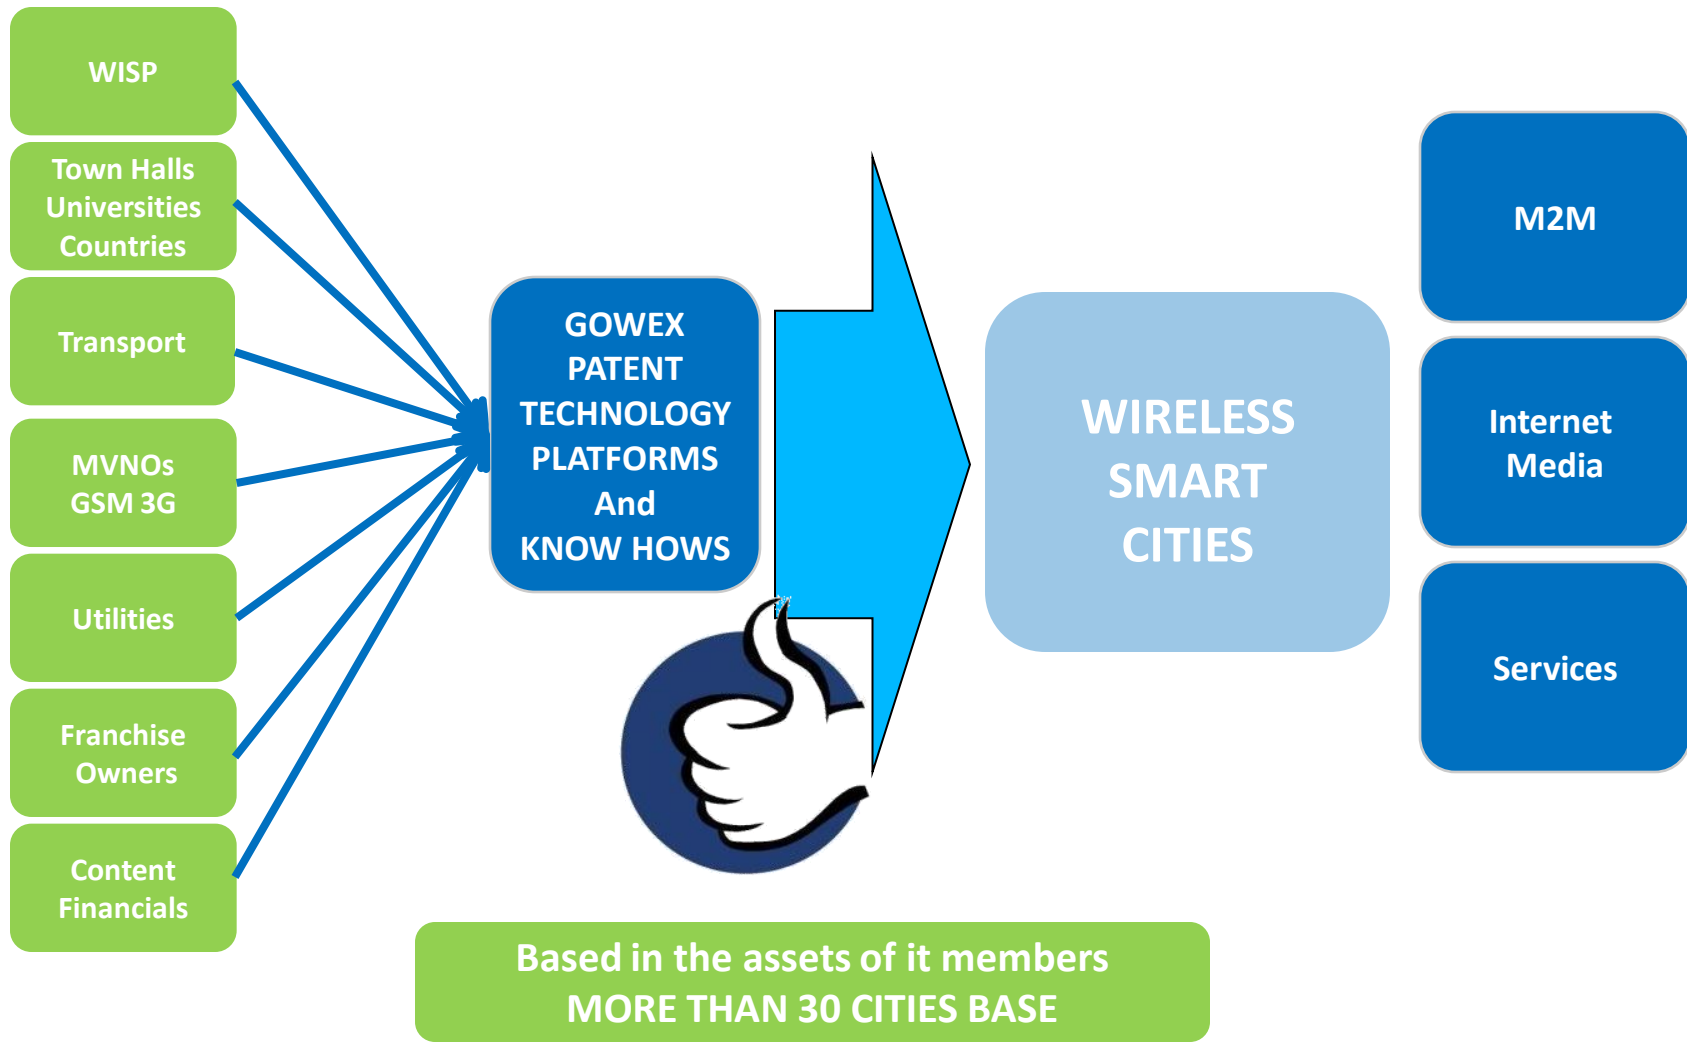 WISP
Town Halls
Universities
Countries
Transport
MVNOs
GSM 3G
Utilities
Franchise
Owners
Content
Financials
GOWEX
PATENT
TECHNOLOGY
PLATFORMS
And
KNOW HOWS
WIRELESS
SMART
CITIES
M2M
Internet
Media
Services
Based in the assets of it members
MORE THAN 30 CITIES BASE